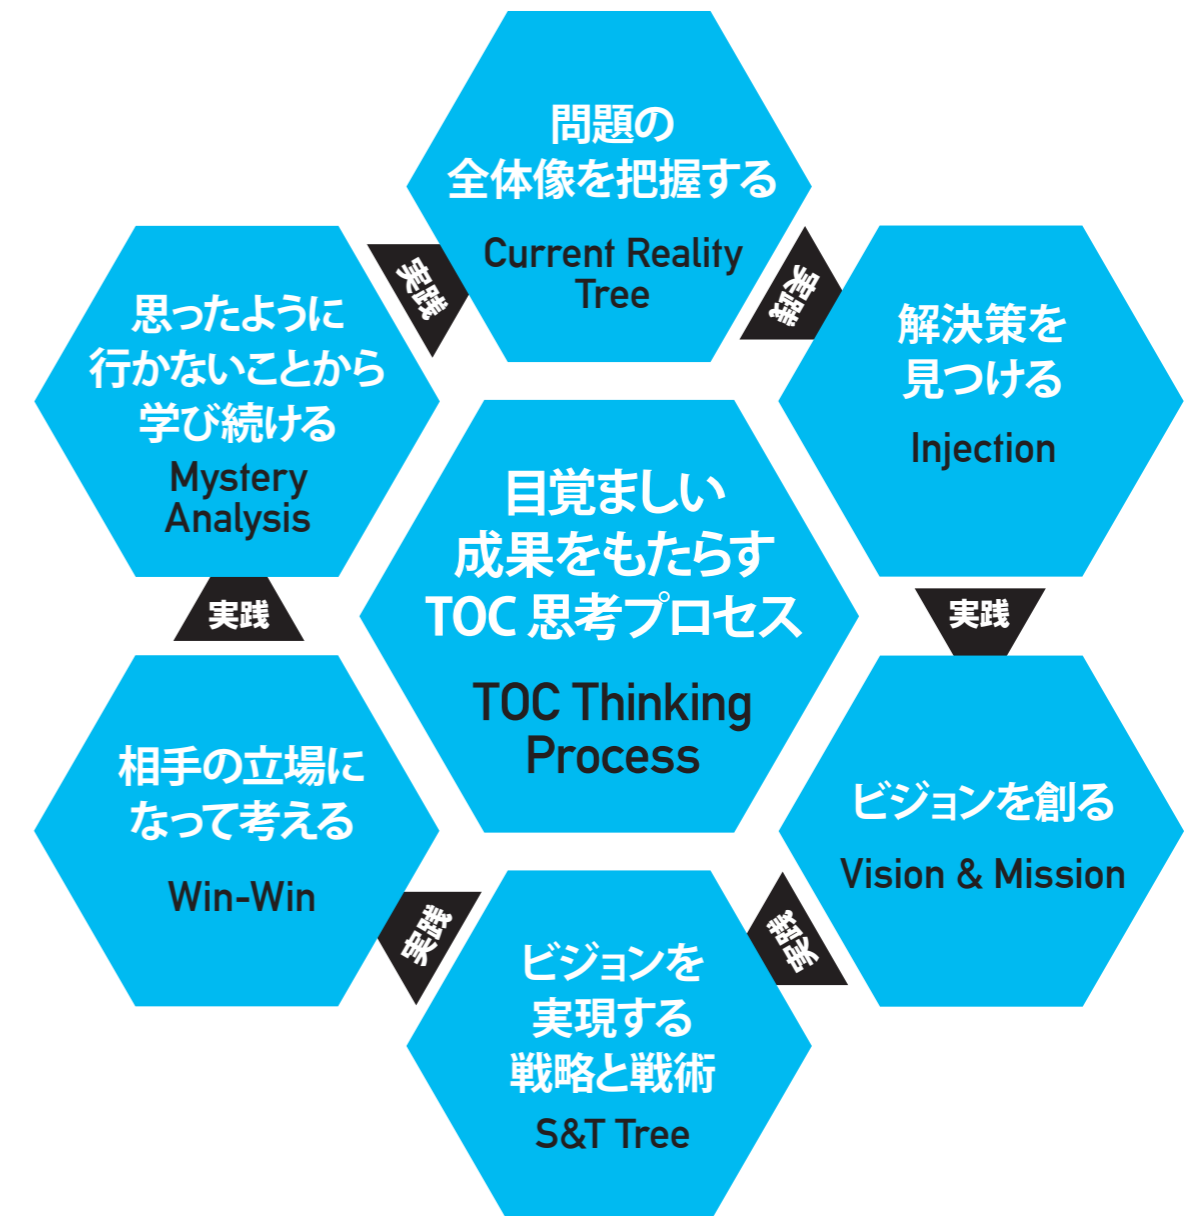 問題の
全体像を把握する
Current Reality
Tree
実践
解決策を
見つける
Injection
実践
ビジョンを創る
Vision & Mission
実践
ビジョンを
実現する
戦略と戦術
S&T Tree
実践
相手の立場に
なって考える
Win-Win
実践
思ったように
行かないことから
学び続ける
Mystery
Analysis
実践
目覚ましい
成果をもたらす
TOC 思考プロセス
TOC Thinking
Process